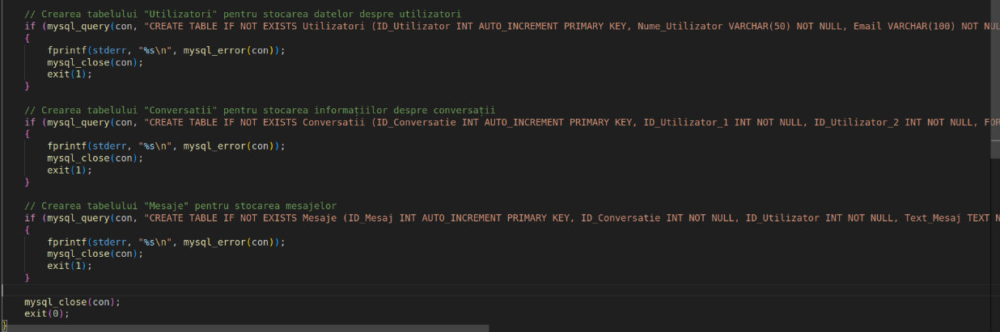 // Crearea tabelului "Utilizatori" pentru stocarea datelor despre utilizatori
if (mysql_query(con, "CREATE TABLE IF NOT EXISTS Utilizatori (ID_Utilizator INT AUTO_INCREMENT PRIMARY KEY, Nume_Utilizator VARCHAR(50) NOT NULL, Email VARCHAR(100) NOT NUL
{
fprintf(stderr, "%s\n", mysql_error(con));
mysql_close(con);
exit(1);
}
// Crearea tabelului "Conversatii" pentru stocarea informațiilor despre conversații
if (mysql_query(con, "CREATE TABLE IF NOT EXISTS Conversatii (ID_Conversatie INT AUTO_INCREMENT PRIMARY KEY, ID_Utilizator_1 INT NOT NULL, ID_Utilizator_2 INT NOT NULL, FOR
{
fprintf(stderr, "%s\n", mysql_error(con));
mysql_close(con);
exit(1);
}
// Crearea tabelului "Mesaje" pentru stocarea mesajelor
if (mysql_query(con, "CREATE TABLE IF NOT EXISTS Mesaje (ID_Mesaj INT AUTO_INCREMENT PRIMARY KEY, ID_Conversatie INT NOT NULL, ID_Utilizator INT NOT NULL, Text_Mesaj TEXT N
{
fprintf(stderr, "%s\n", mysql_error(con));
mysql_close(con);
exit(1);
}
mysql_close(con);
exit(0);
}